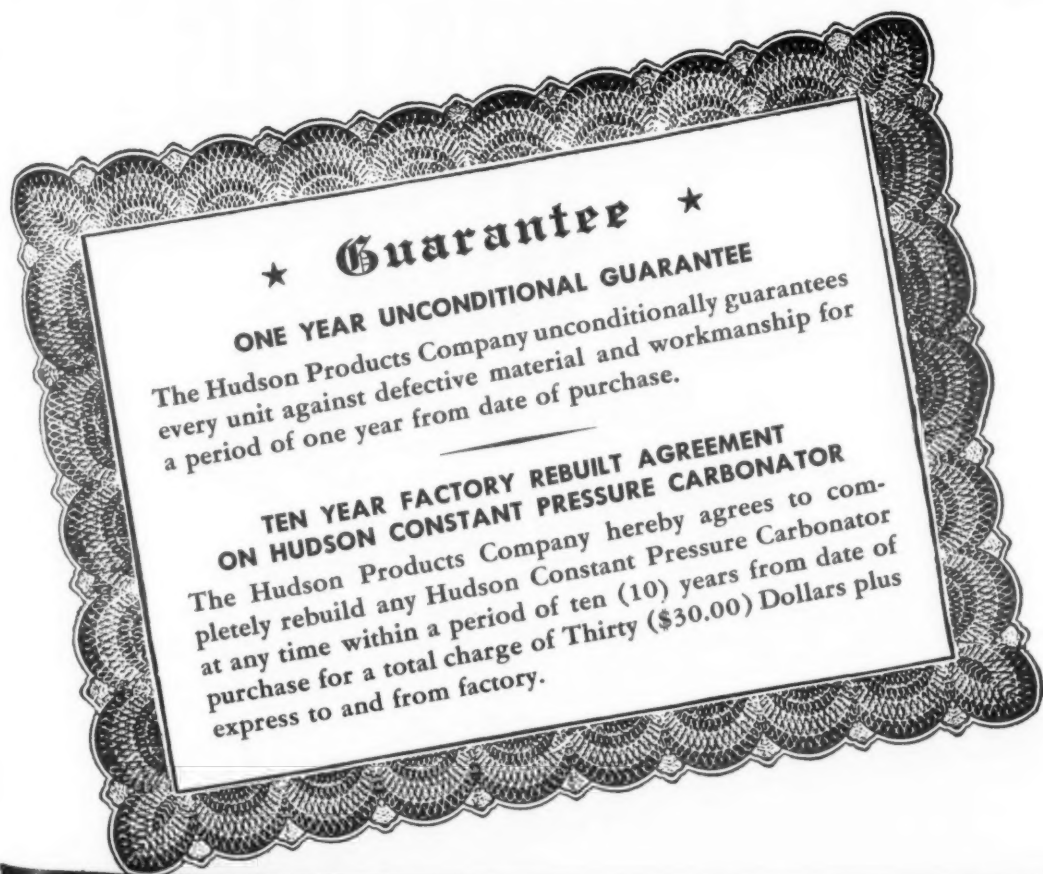 ★ Guarantee ★
ONE YEAR UNCONDITIONAL GUARANTEE
The Hudson Products Company unconditionally guarantees
every unit against defective material and workmanship for
a period of one year from date of purchase.
TEN YEAR FACTORY REBUILT AGREEMENT
ON HUDSON CONSTANT PRESSURE CARBONATOR
The Hudson Products Company hereby agrees to com-
pletely rebuild any Hudson Constant Pressure Carbonator
at any time within a period of ten (10) years from date of
purchase for a total charge of Thirty ($30.00) Dollars plus
express to and from factory.